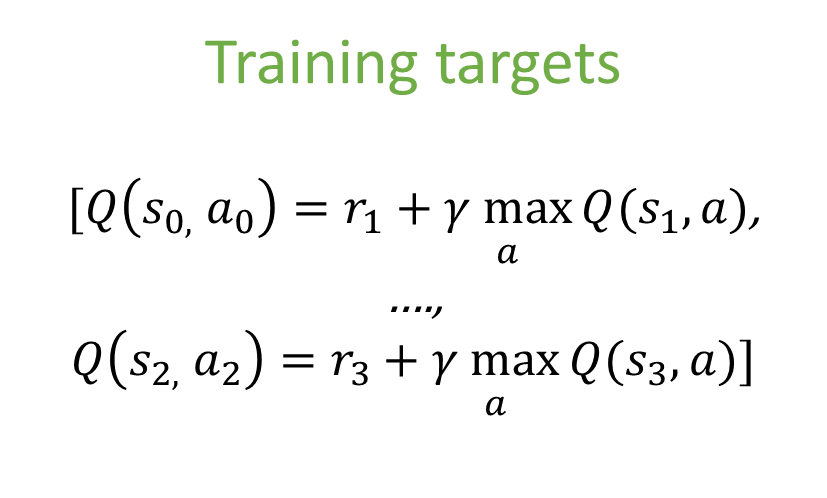 Training targets
[Q(s₀, a₀) = r₁ + γ max Q(s₁, a),
a
....,
Q(s₂, a₂) = r₃ + γ max Q(s₃, a)]
a